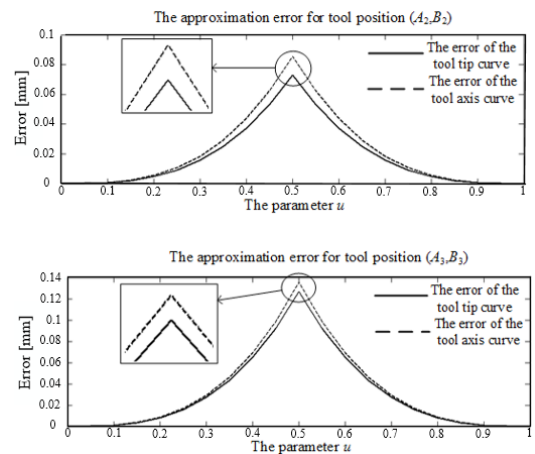 The approximation error for tool position (A2,B2)
0.1
0.08
0.06
0.04
0.02
0
Error [mm]
The error of the
tool tip curve
The error of the
tool axis curve
0 0.1 0.2 0.3 0.4 0.5 0.6 0.7 0.8 0.9 1
The parameter u
The approximation error for tool position (A3,B3)
0.14
0.12
0.10
0.08
0.06
0.04
0.02
0
Error [mm]
The error of the
tool tip curve
The error of the
tool axis curve
0 0.1 0.2 0.3 0.4 0.5 0.6 0.7 0.8 0.9 1
The parameter u